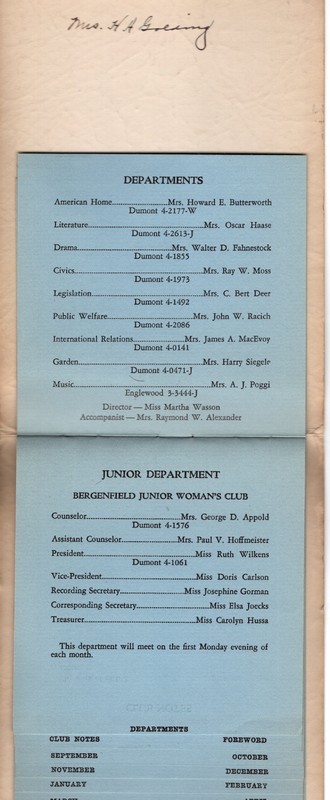 Mrs. H A Goeing
DEPARTMENTS
American Home Mrs. Howard E. Butterworth
Dumont 4-2177-W
Literature Mrs. Oscar Haase
Dumont 4-2613-J
Drama Mrs. Walter D. Fahnestock
Dumont 4-1855
Civics Mrs. Ray W. Moss
Dumont 4-1973
Legislation Mrs. C. Bert Deer
Dumont 4-1492
Public Welfare Mrs. John W. Racich
Dumont 4-2086
International Relations Mrs. James A. MacEvoy
Dumont 4-0141
Garden Mrs. Harry Siegele
Dumont 4-0471-J
Music Mrs. A. J. Poggi
Englewood 3-3444-J
Director — Miss Martha Wasson
Accompanist — Mrs. Raymond W. Alexander
JUNIOR DEPARTMENT
BERGENFIELD JUNIOR WOMAN'S CLUB
Counselor Mrs. George D. Appold
Dumont 4-1576
Assistant Counselor Mrs. Paul V. Hoffmeister
President Miss Ruth Wilkens
Dumont 4-1061
Vice-President Miss Doris Carlson
Recording Secretary Miss Josephine Gorman
Corresponding Secretary Miss Elsa Joecks
Treasurer Miss Carolyn Hussa
This department will meet on the first Monday evening of
each month.
DEPARTMENTS
CLUB NOTES FOREWORD
SEPTEMBER OCTOBER
NOVEMBER DECEMBER
JANUARY FEBRUARY
MARCH APRIL